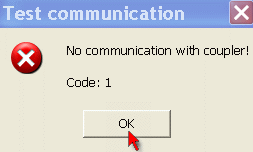 Test communication
No communication with coupler!
Code: 1
OK